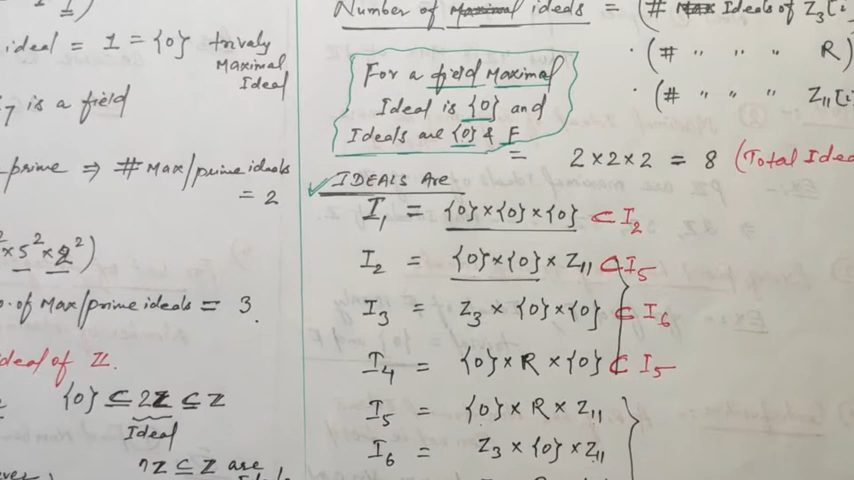 ideal = 1 = {0} trively
Maximal
Ideal
is a field
prime ⇒ # Max/prime ideals
= 2
×5²×2²)
o. of Max/prime ideals = 3.
deal of Z.
{0} ⊆ 2Z ⊆ Z
Ideal
nZ ⊆ Z are
Number of ideals = (# Ideals of Z₃[i]
· (# " " " R)
· (# " " " Z₁₁[i]
For a field Maximal
Ideal is {0} and
Ideals are {0} & F
= 2×2×2 = 8 (Total Idea
✓ IDEALS Are
I₁ = {0}×{0}×{0} ⊂ I₂
I₂ = {0}×{0}×Z₁₁ ⊂ I₅
I₃ = Z₃×{0}×{0} ⊂ I₆
I₄ = {0}×R×{0} ⊂ I₅
I₅ = {0}×R×Z₁₁
I₆ = Z₃×{0}×Z₁₁